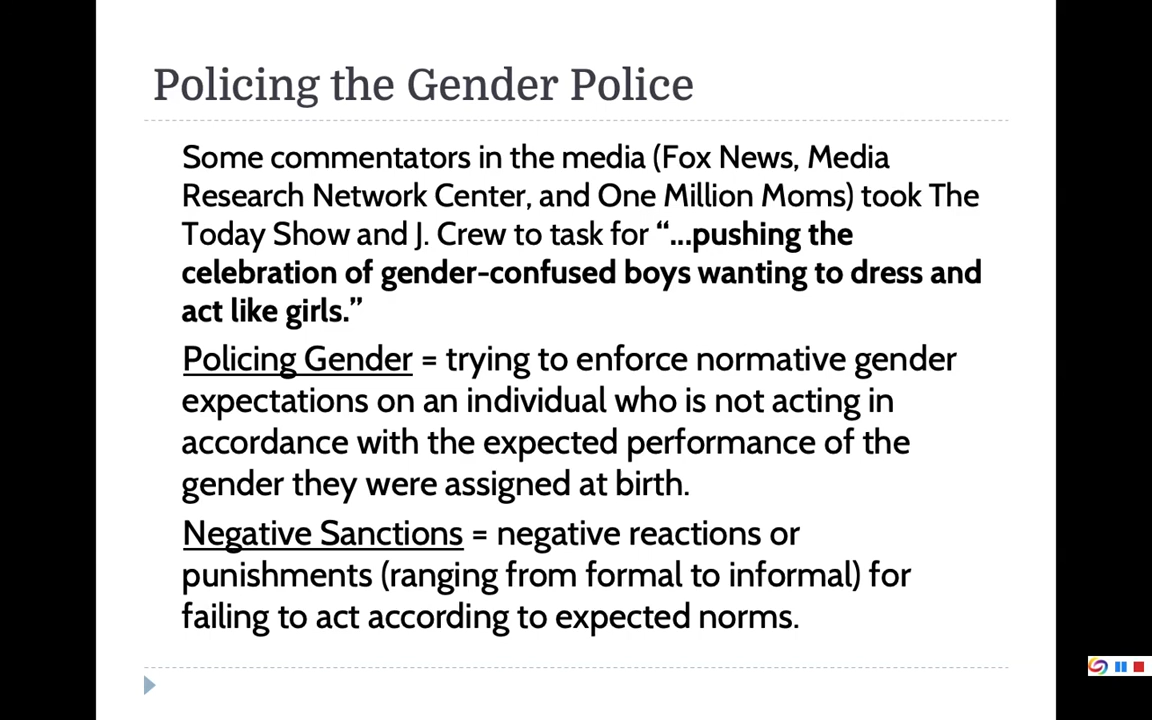 Policing the Gender Police
Some commentators in the media (Fox News, Media
Research Network Center, and One Million Moms) took The
Today Show and J. Crew to task for “...pushing the
celebration of gender-confused boys wanting to dress and
act like girls.”
Policing Gender = trying to enforce normative gender
expectations on an individual who is not acting in
accordance with the expected performance of the
gender they were assigned at birth.
Negative Sanctions = negative reactions or
punishments (ranging from formal to informal) for
failing to act according to expected norms.